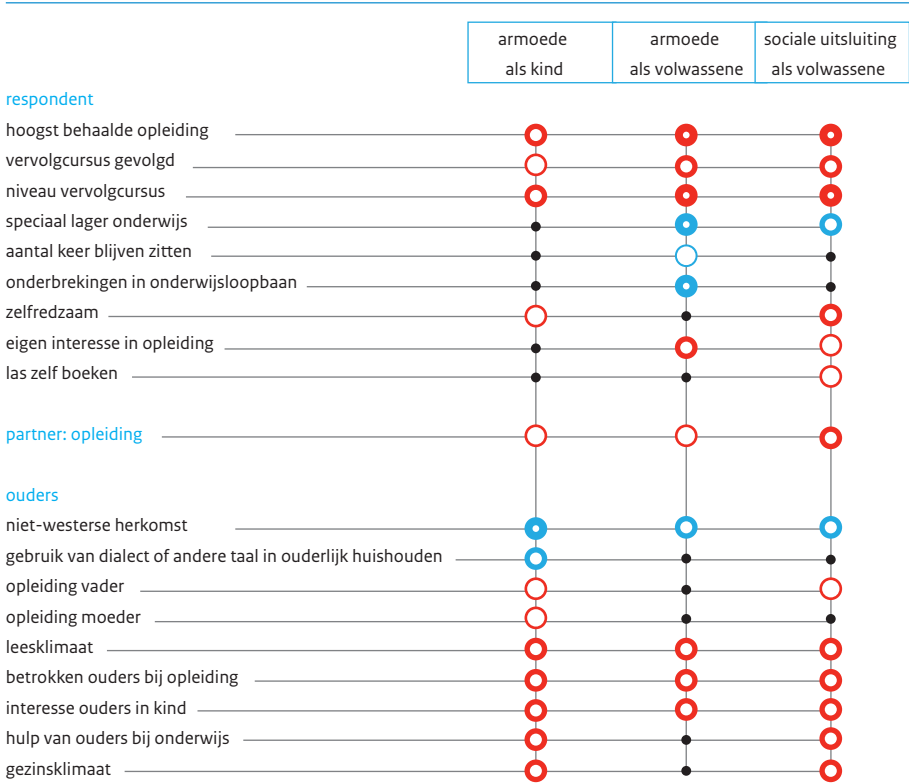 armoede armoede sociale uitsluiting
als kind als volwassene als volwassene
respondent
hoogst behaalde opleiding
vervolgcursus gevolgd
niveau vervolgcursus
speciaal lager onderwijs
aantal keer blijven zitten
onderbrekingen in onderwijsloopbaan
zelfredzaam
eigen interesse in opleiding
las zelf boeken
partner: opleiding
ouders
niet-westerse herkomst
gebruik van dialect of andere taal in ouderlijk huishouden
opleiding vader
opleiding moeder
leesklimaat
betrokken ouders bij opleiding
interesse ouders in kind
hulp van ouders bij onderwijs
gezinsklimaat